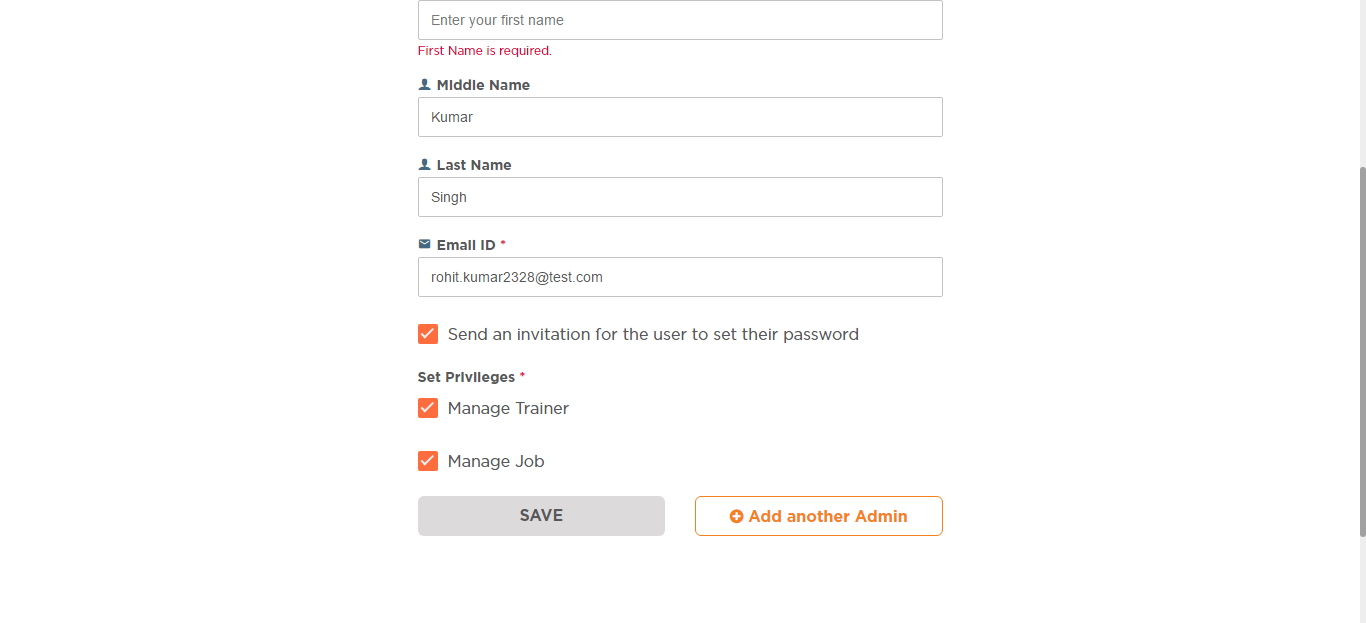 Enter your first name
First Name is required.
Middle Name
Kumar
Last Name
Singh
Email ID *
rohit.kumar2328@test.com
Send an invitation for the user to set their password
Set Privileges *
Manage Trainer
Manage Job
SAVE
Add another Admin